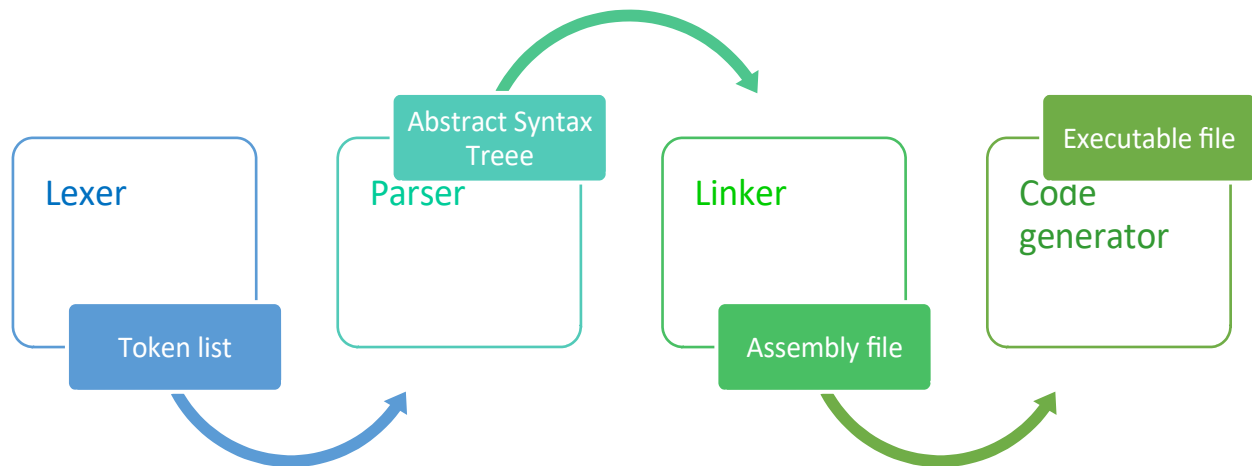 Lexer
Token list
Abstract Syntax
Treee
Parser
Linker
Assembly file
Executable file
Code
generator